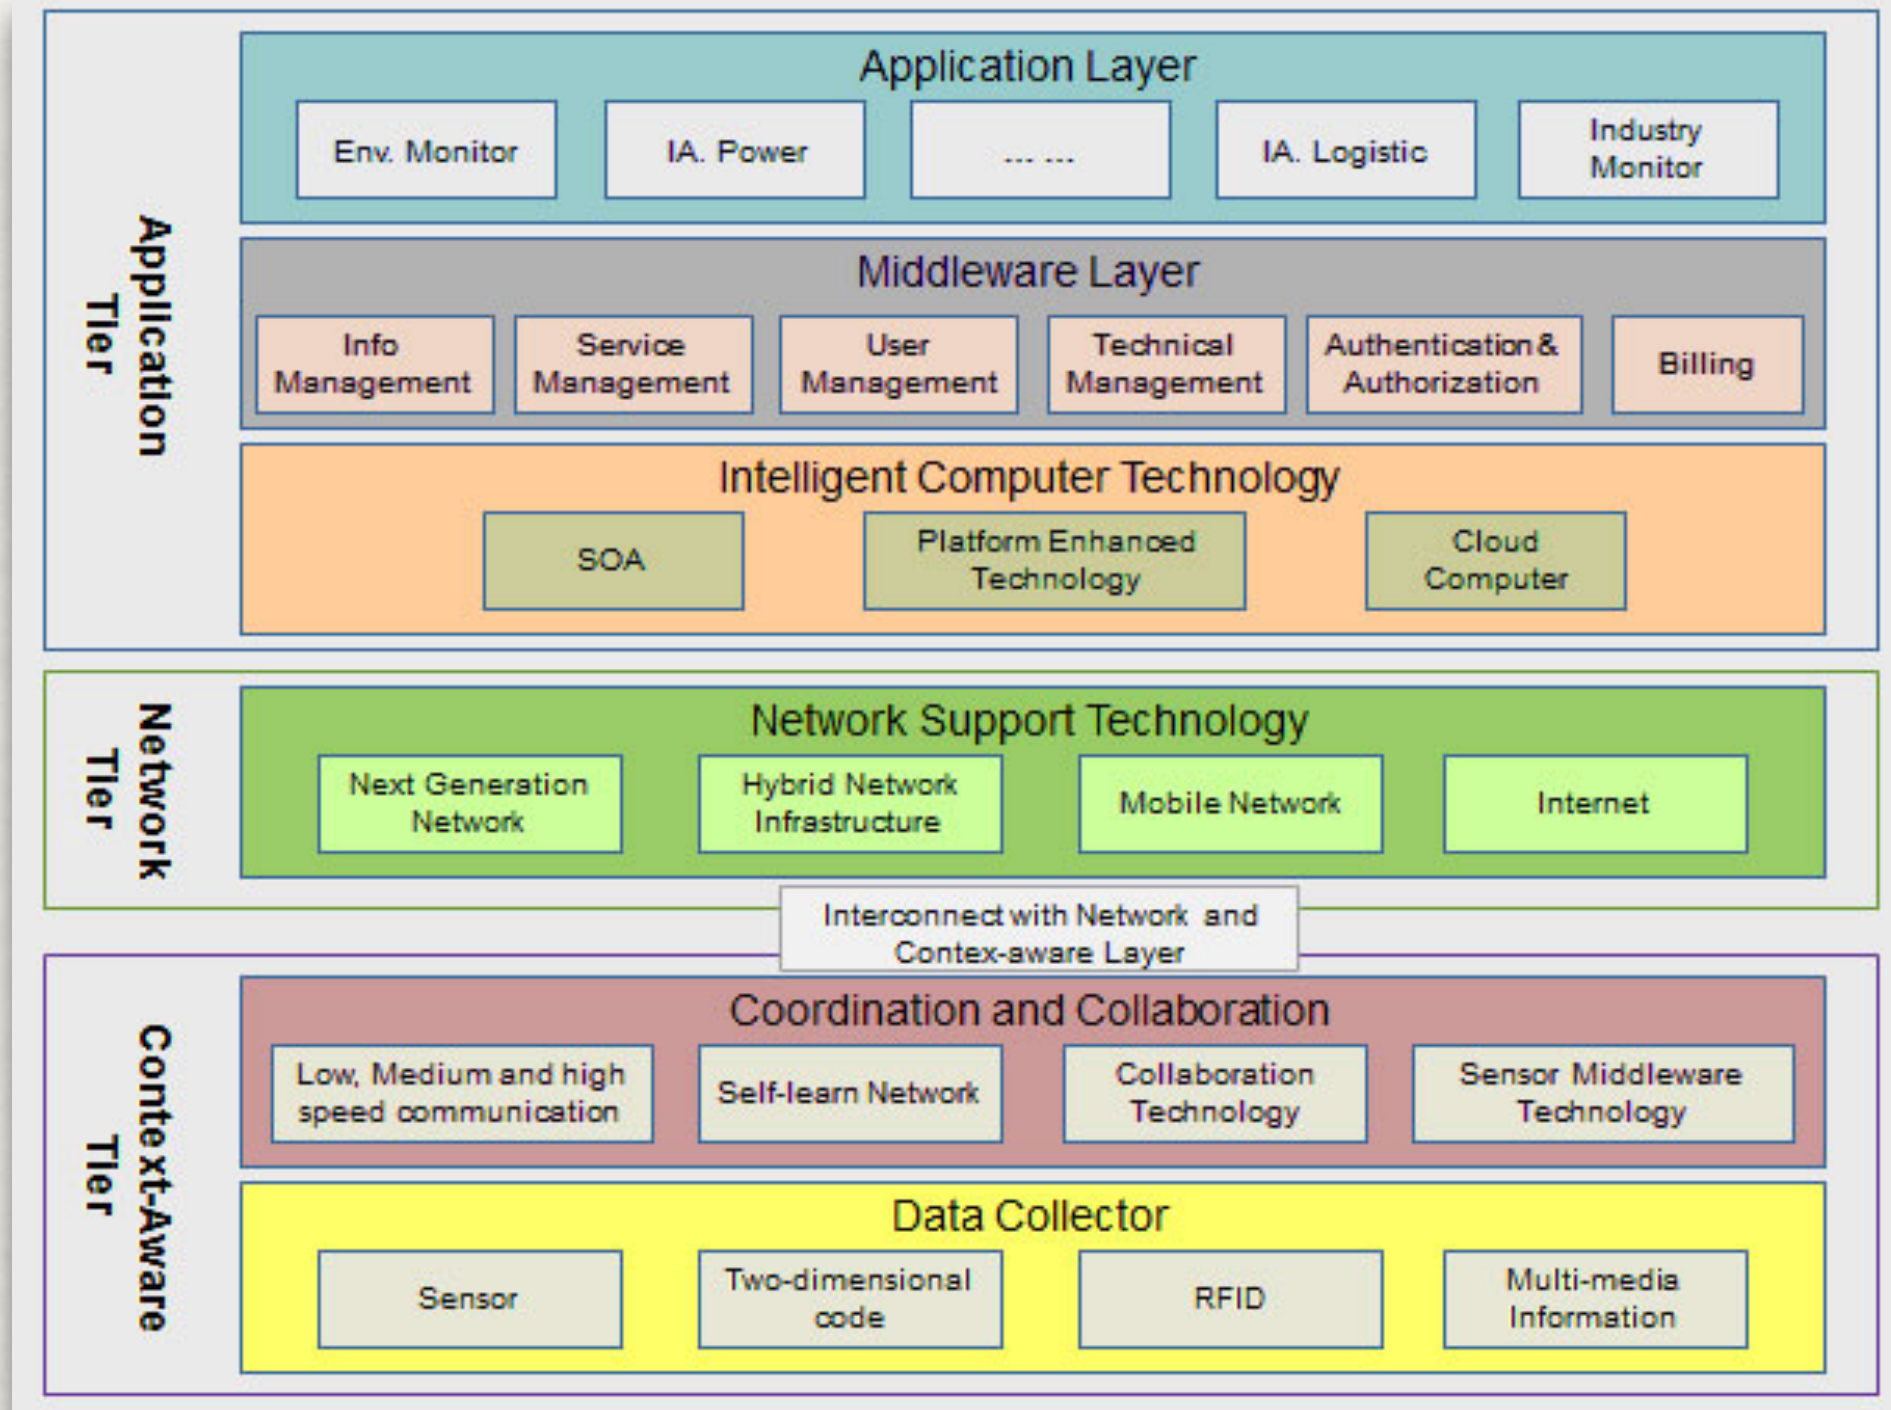 Application
Tier
Application Layer
Env. Monitor
IA. Power
... ...
IA. Logistic
Industry
Monitor
Middleware Layer
Info
Management
Service
Management
User
Management
Technical
Management
Authentication &
Authorization
Billing
Intelligent Computer Technology
SOA
Platform Enhanced
Technology
Cloud
Computer
Network
Tier
Network Support Technology
Next Generation
Network
Hybrid Network
Infrastructure
Mobile Network
Internet
Interconnect with Network and
Contex-aware Layer
Context-Aware
Tier
Coordination and Collaboration
Low, Medium and high
speed communication
Self-learn Network
Collaboration
Technology
Sensor Middleware
Technology
Data Collector
Sensor
Two-dimensional
code
RFID
Multi-media
Information